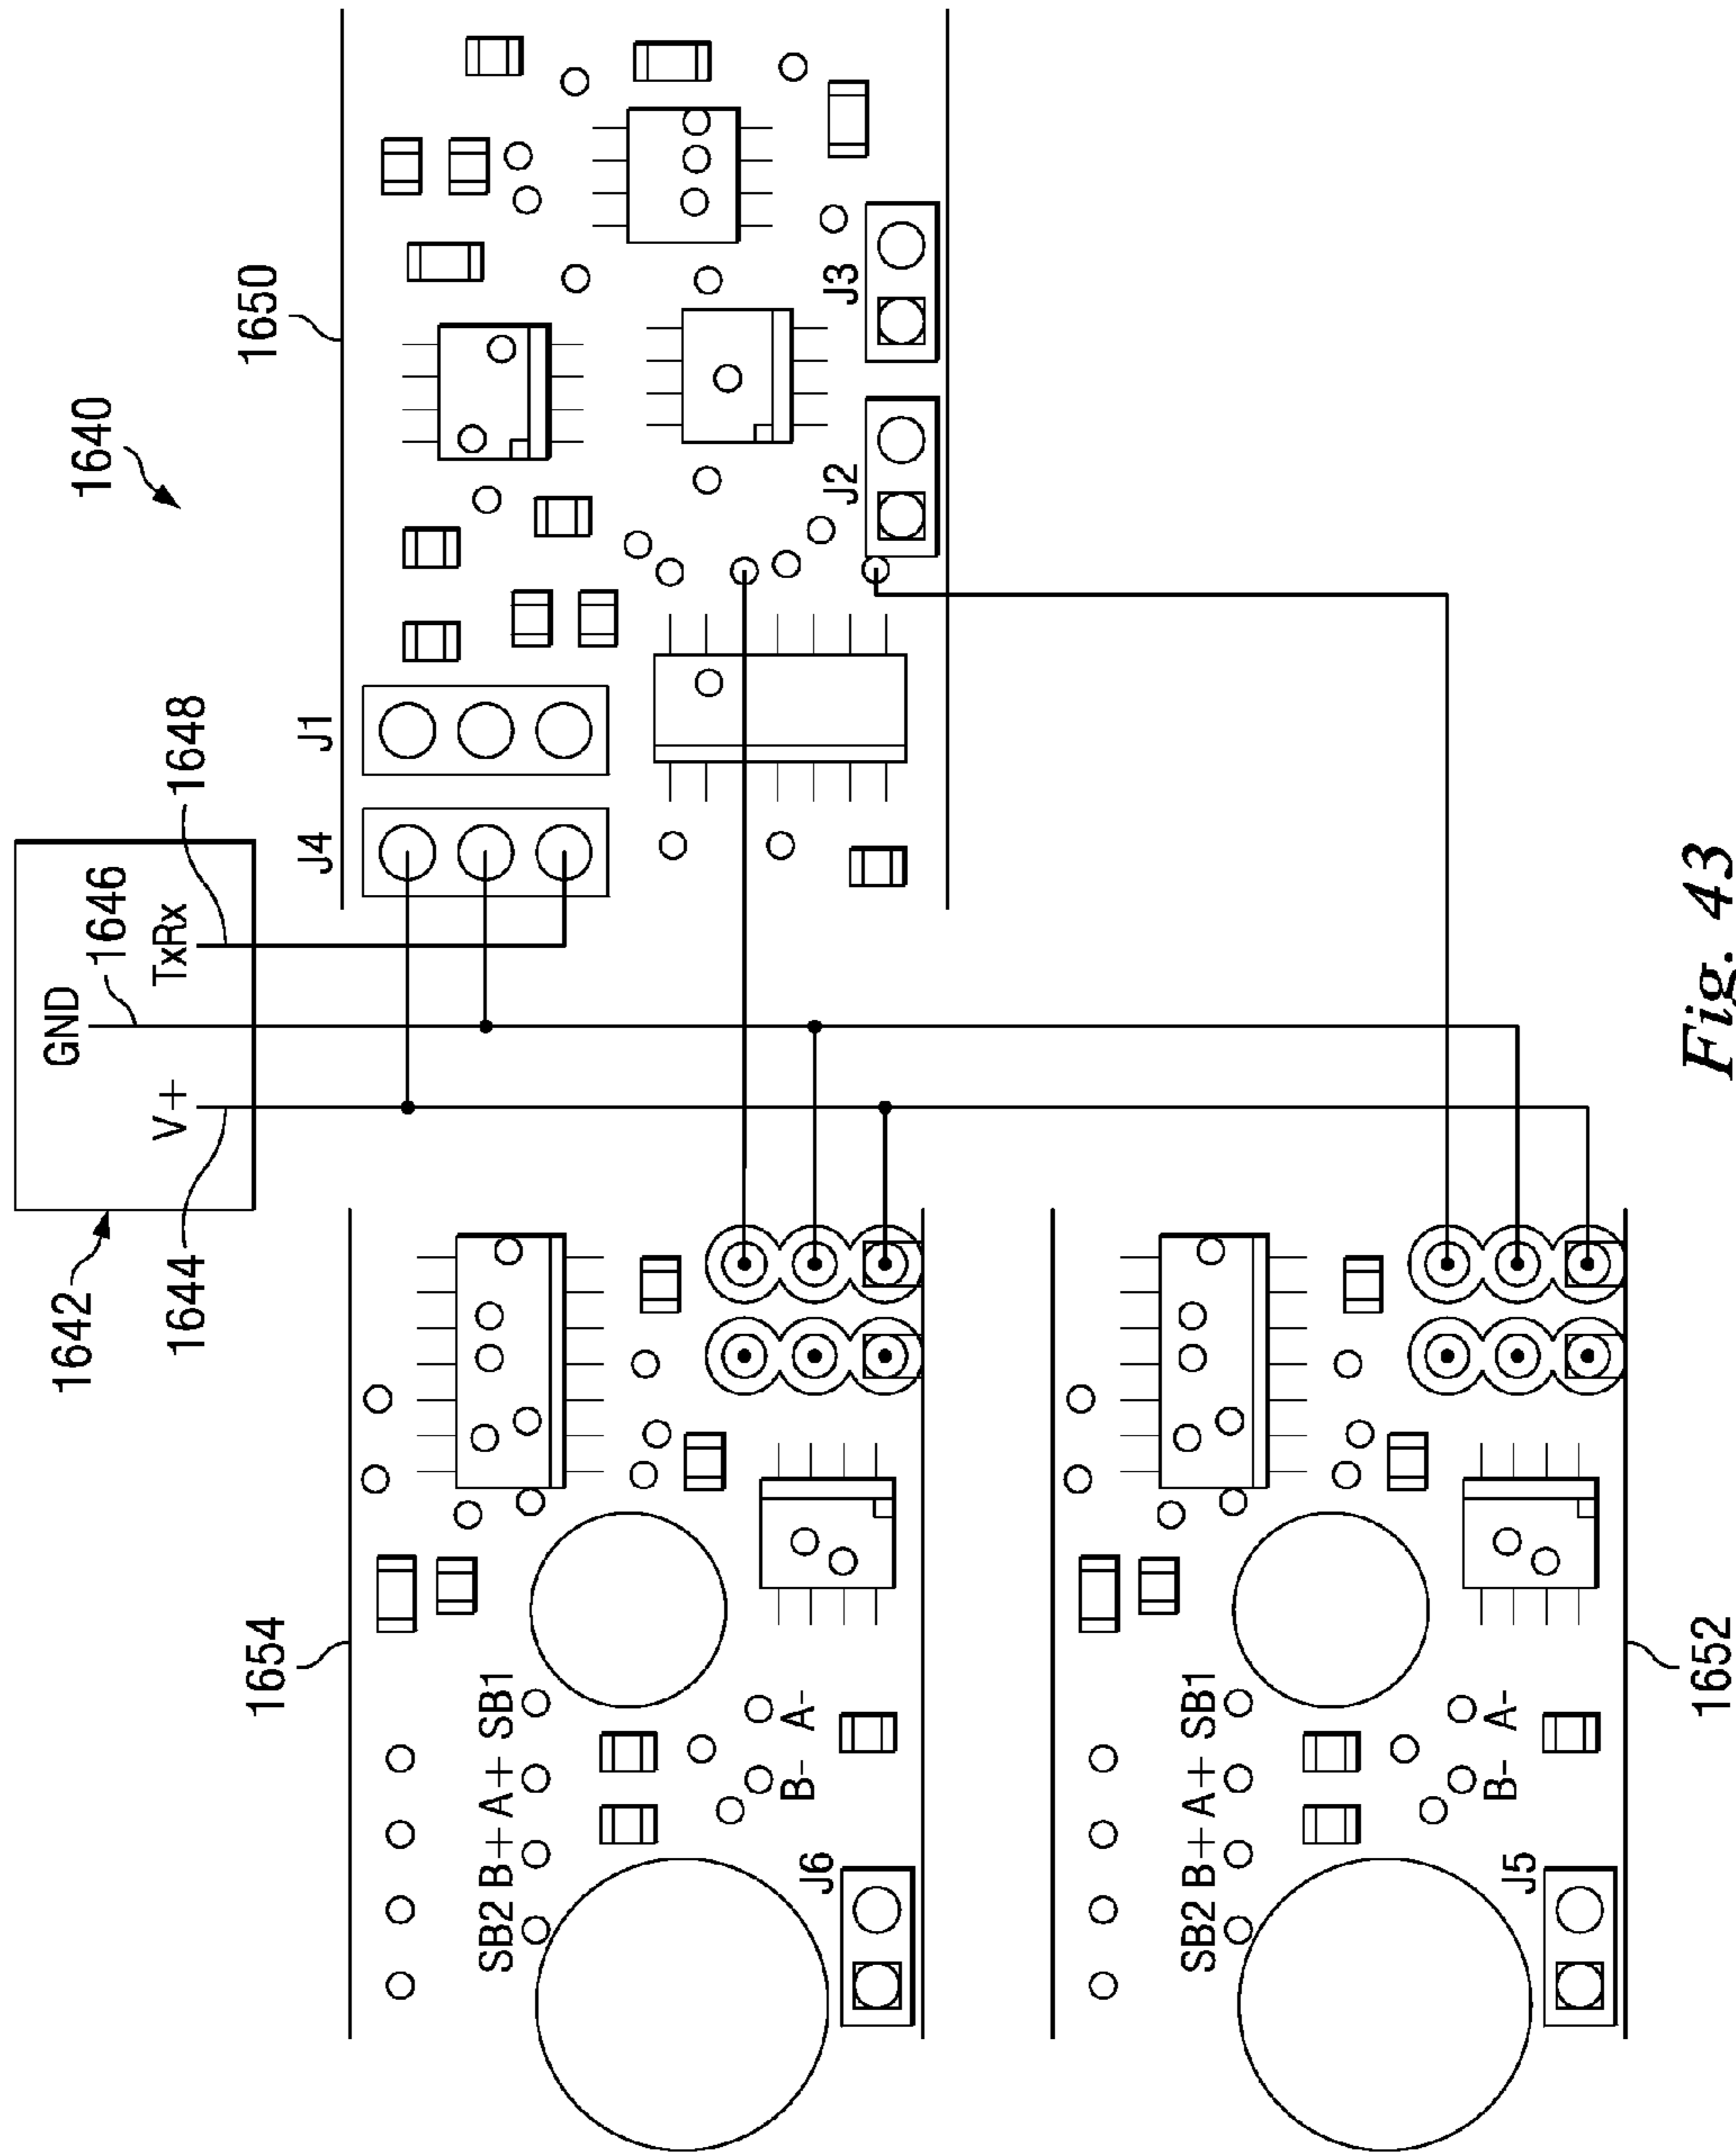 1640
1642
GND
V+
TxRx
1644
1646
1648
1650
J4
J1
J2
J3
1654
SB2 B+ A+ SB1
B- A-
J6
1652
SB2 B+ A+ SB1
B- A-
J5
Fig. 43